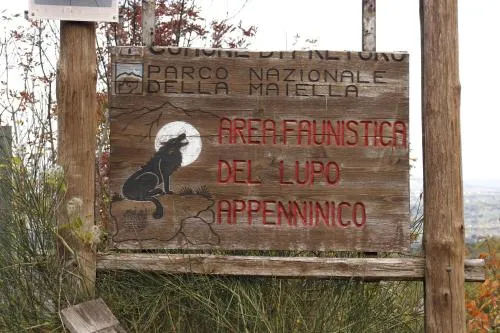 COMUNE DI PRETORO
PARCO NAZIONALE
DELLA MAIELLA
AREA FAUNISTICA
DEL LUPO
APPENNINICO